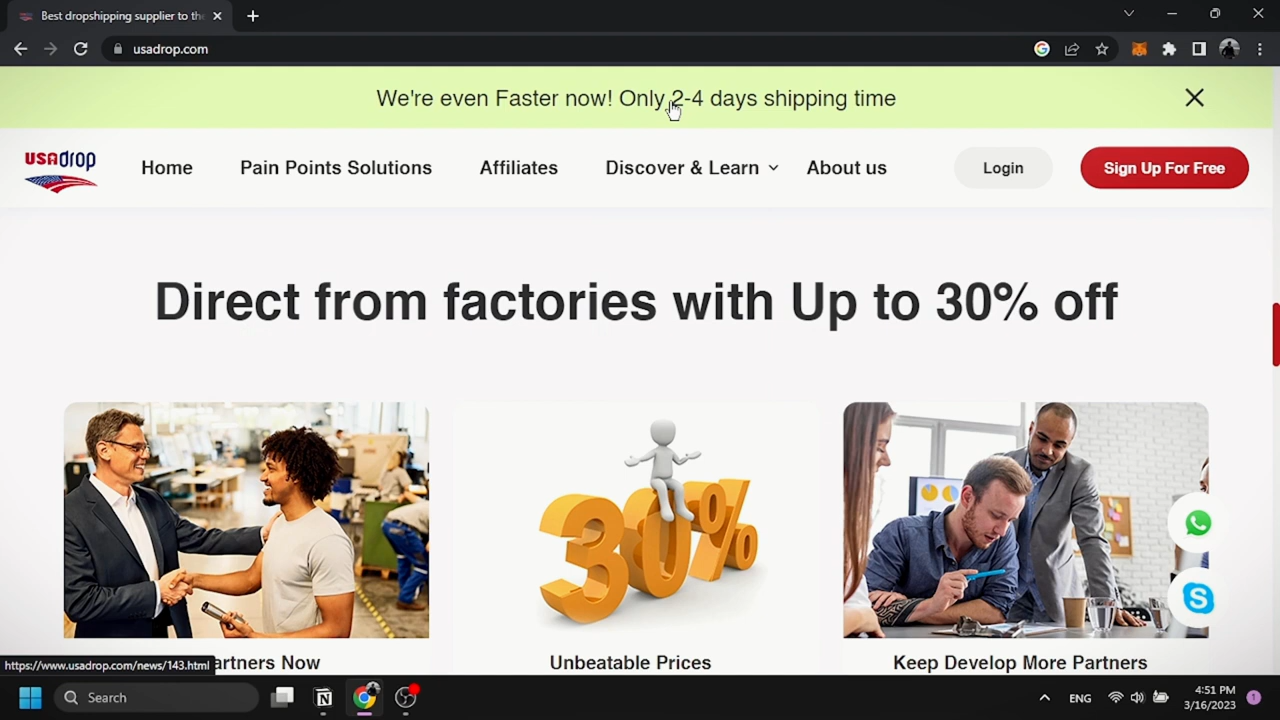 Best dropshipping supplier to the
usadrop.com
We're even Faster now! Only 2-4 days shipping time
USAdrop
Home
Pain Points Solutions
Affiliates
Discover & Learn
About us
Login
Sign Up For Free
Direct from factories with Up to 30% off
30%
https://www.usadrop.com/news/143.html
artners Now
Unbeatable Prices
Keep Develop More Partners
Search
ENG
4:51 PM
3/16/2023
1